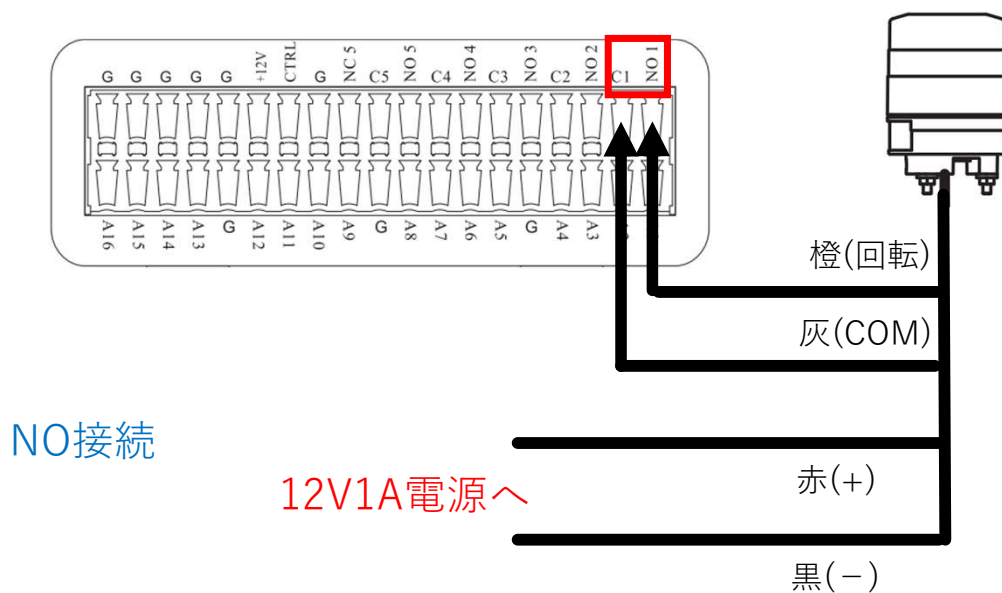 G G G G G +12V CTRL G NC 5 C5 NO 5 C4 NO 4 C3 NO 3 C2 NO 2 C1 NO 1
A16 A15 A14 A13 G A12 A11 A10 A9 G A8 A7 A6 A5 G A4 A3
橙(回転)
灰(COM)
NO接続
赤(+)
12V1A電源へ
黒(-)